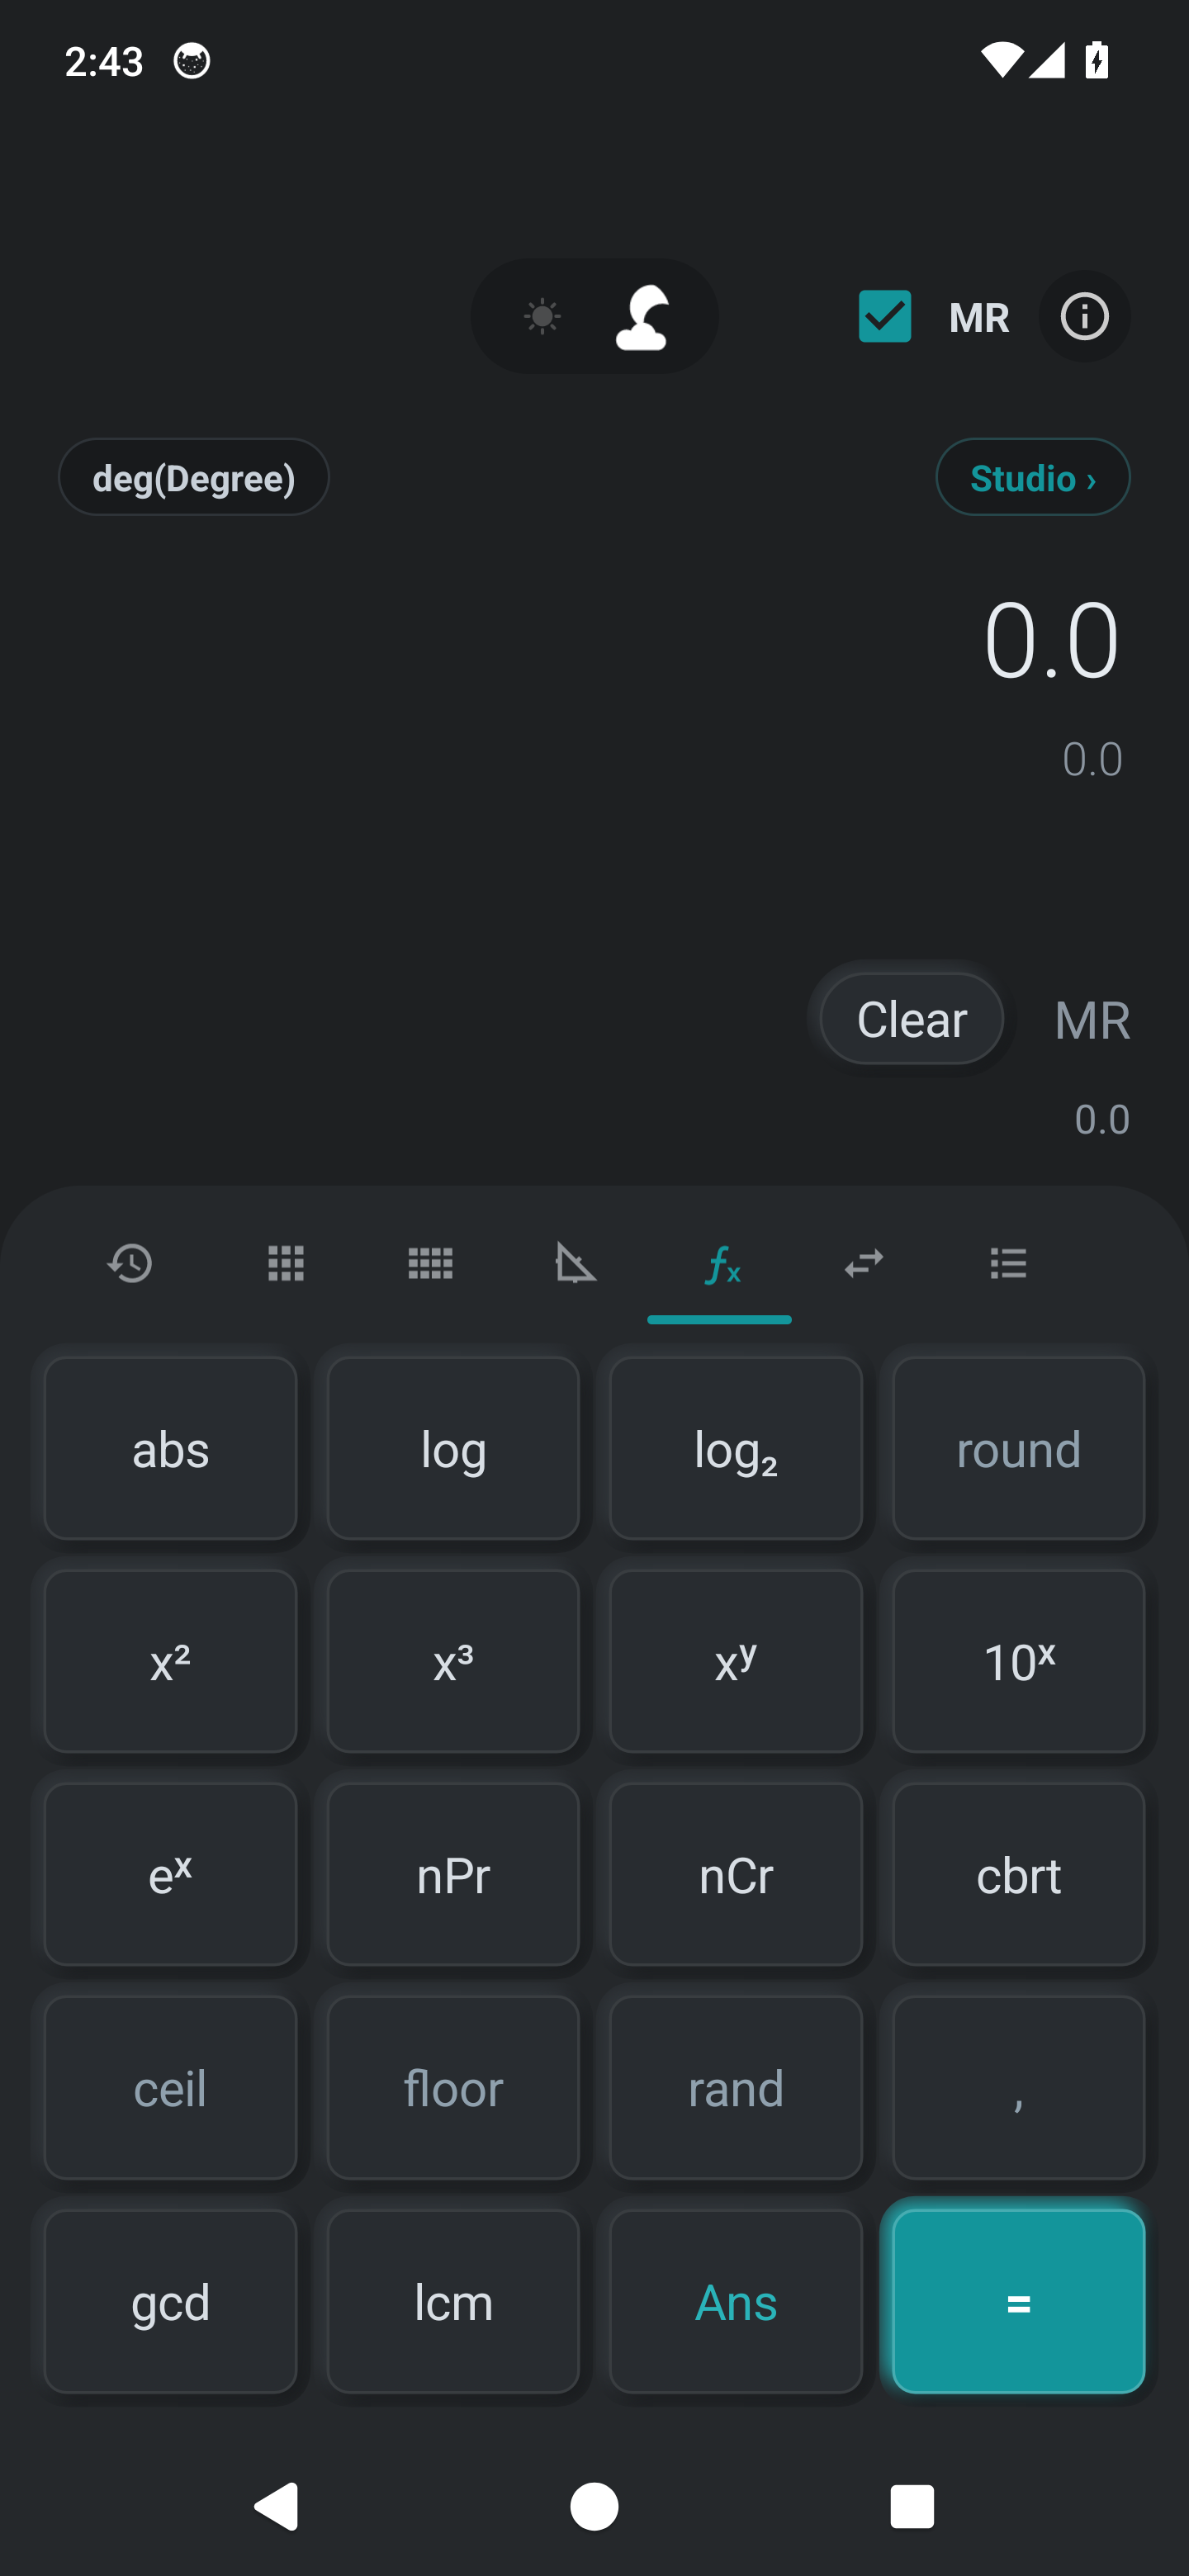 2:43
MR
deg(Degree) Studio ›
0.0
0.0
Clear MR
0.0
fx
abs log log₂ round
x² x³ xʸ 10ˣ
eˣ nPr nCr cbrt
ceil floor rand ,
gcd lcm Ans =